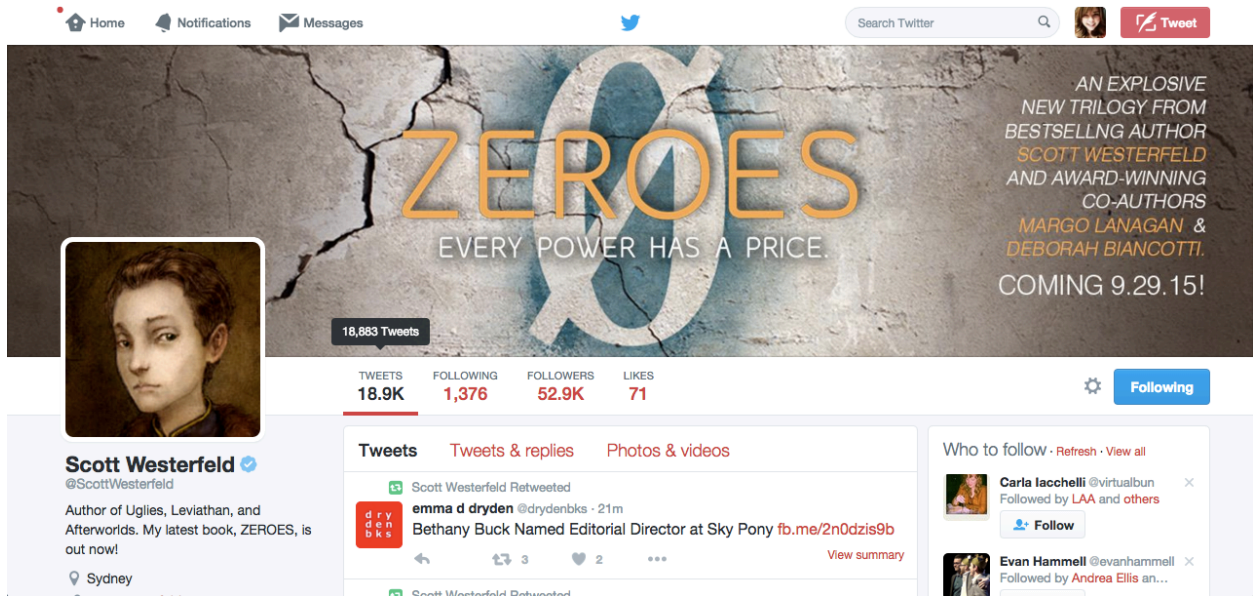 Home
Notifications
Messages
Search Twitter
Tweet
AN EXPLOSIVE
NEW TRILOGY FROM
BESTSELLNG AUTHOR
SCOTT WESTERFELD
AND AWARD-WINNING
CO-AUTHORS
MARGO LANAGAN &
DEBORAH BIANCOTTI.
COMING 9.29.15!
ZEROES
EVERY POWER HAS A PRICE.
18,883 Tweets
TWEETS
18.9K
FOLLOWING
1,376
FOLLOWERS
52.9K
LIKES
71
Following
Scott Westerfeld
@ScottWesterfeld
Author of Uglies, Leviathan, and
Afterworlds. My latest book, ZEROES, is
out now!
Sydney
Tweets
Tweets & replies
Photos & videos
Scott Westerfeld Retweeted
dry
den
bks
emma d dryden @drydenbks · 21m
Bethany Buck Named Editorial Director at Sky Pony fb.me/2n0dzis9b
3
2
View summary
Scott Westerfeld Retweeted
Who to follow · Refresh · View all
Carla Iacchelli @virtualbun
Followed by LAA and others
Follow
Evan Hammell @evanhammell
Followed by Andrea Ellis an...